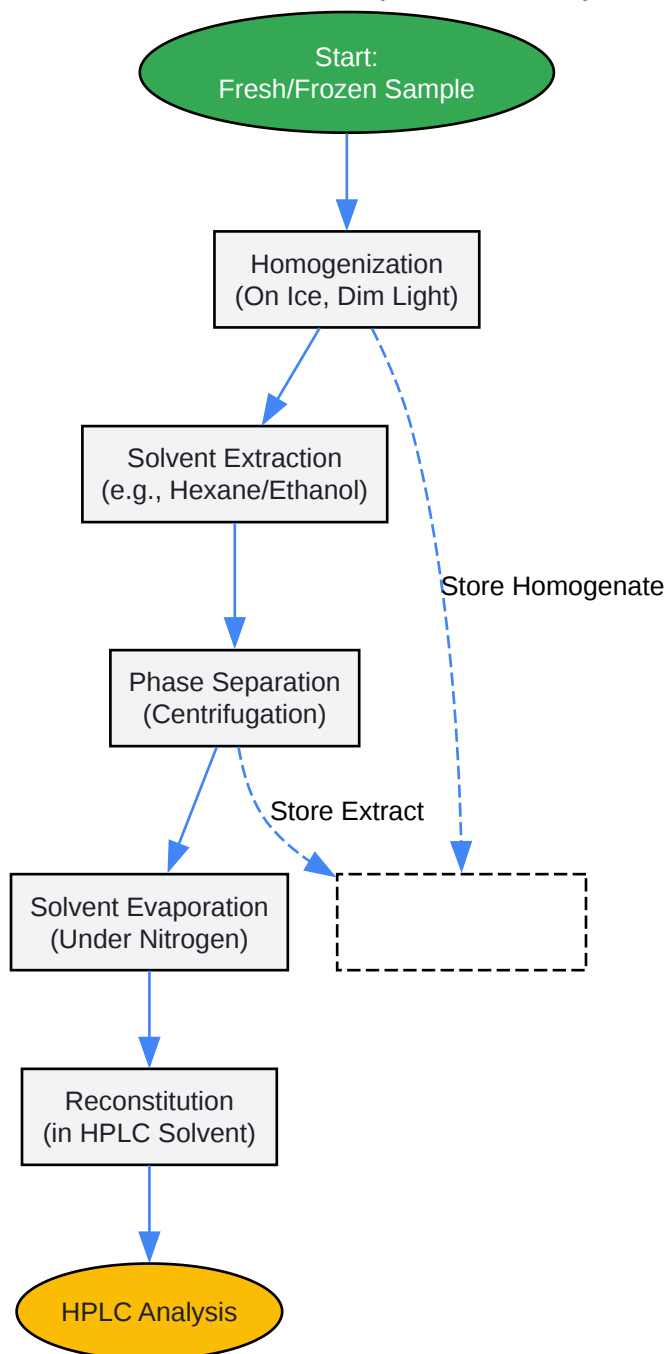 Start:
Fresh/Frozen Sample
Homogenization
(On Ice, Dim Light)
Solvent Extraction
(e.g., Hexane/Ethanol)
Store Homogenate
Phase Separation
(Centrifugation)
Store Extract
Solvent Evaporation
(Under Nitrogen)
Reconstitution
(in HPLC Solvent)
HPLC Analysis